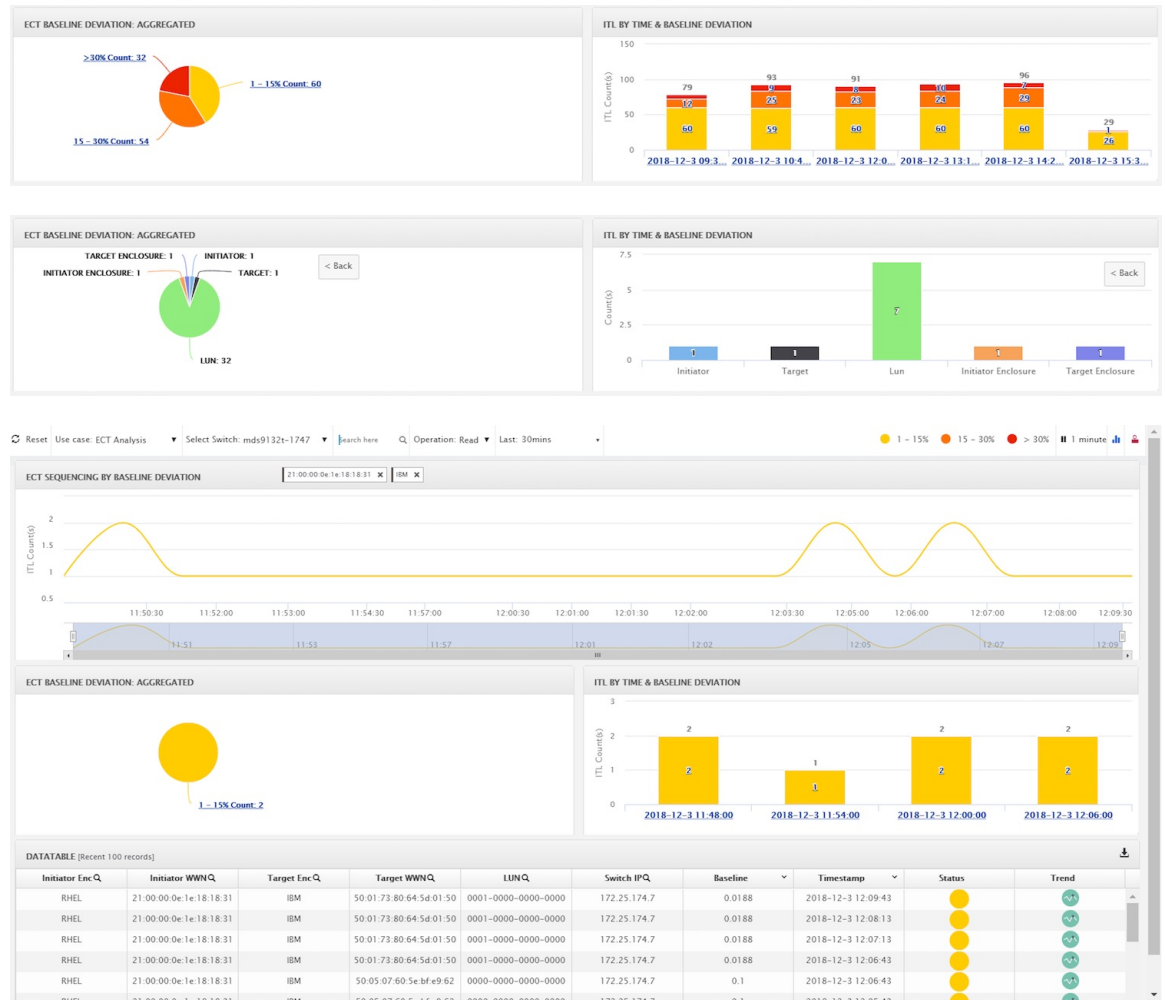 ECT BASELINE DEVIATION: AGGREGATED
>30% Count: 32
1 – 15% Count: 60
15 – 30% Count: 54
ITL BY TIME & BASELINE DEVIATION
ITL Count(s)
150
100
50
0
79
93
91
96
29
12
60
9
25
59
8
23
60
10
24
60
7
29
60
1
26
2018-12-3 09:3... 2018-12-3 10:4... 2018-12-3 12:0... 2018-12-3 13:1... 2018-12-3 14:2... 2018-12-3 15:3...
ECT BASELINE DEVIATION: AGGREGATED
TARGET ENCLOSURE: 1 INITIATOR: 1
INITIATOR ENCLOSURE: 1 TARGET: 1
< Back
LUN: 32
ITL BY TIME & BASELINE DEVIATION
Count(s)
7.5
5
2.5
0
< Back
1 1 7 1 1
Initiator Target Lun Initiator Enclosure Target Enclosure
Reset Use case: ECT Analysis Select Switch: mds9132t-1747 Search here Operation: Read Last: 30mins 1 – 15% 15 – 30% > 30% 1 minute
ECT SEQUENCING BY BASELINE DEVIATION 21:00:00:0e:1e:18:18:31 x IBM x
ITL Count(s)
2
1.5
1
0.5
11:50:30 11:52:00 11:53:00 11:54:30 11:57:00 12:00:30 12:01:00 12:01:30 12:02:00 12:03:30 12:05:00 12:06:00 12:07:00 12:08:00 12:09:30
11:51 11:53 11:57 12:01 12:02 12:05 12:07 12:09
ECT BASELINE DEVIATION: AGGREGATED
1 – 15% Count: 2
ITL BY TIME & BASELINE DEVIATION
ITL Count(s)
3
2
1
0
2 1 2 2
2 1 2 2
2018-12-3 11:48:00 2018-12-3 11:54:00 2018-12-3 12:00:00 2018-12-3 12:06:00
DATATABLE [Recent 100 records]
Initiator Enc Initiator WWN Target Enc Target WWN LUN Switch IP Baseline Timestamp Status Trend
RHEL 21:00:00:0e:1e:18:18:31 IBM 50:01:73:80:64:5d:01:50 0001-0000-0000-0000 172.25.174.7 0.0188 2018-12-3 12:09:43
RHEL 21:00:00:0e:1e:18:18:31 IBM 50:01:73:80:64:5d:01:50 0001-0000-0000-0000 172.25.174.7 0.0188 2018-12-3 12:08:13
RHEL 21:00:00:0e:1e:18:18:31 IBM 50:01:73:80:64:5d:01:50 0001-0000-0000-0000 172.25.174.7 0.0188 2018-12-3 12:07:13
RHEL 21:00:00:0e:1e:18:18:31 IBM 50:01:73:80:64:5d:01:50 0001-0000-0000-0000 172.25.174.7 0.0188 2018-12-3 12:06:43
RHEL 21:00:00:0e:1e:18:18:31 IBM 50:05:07:60:5e:bf:e9:62 0000-0000-0000-0000 172.25.174.7 0.1 2018-12-3 12:06:43